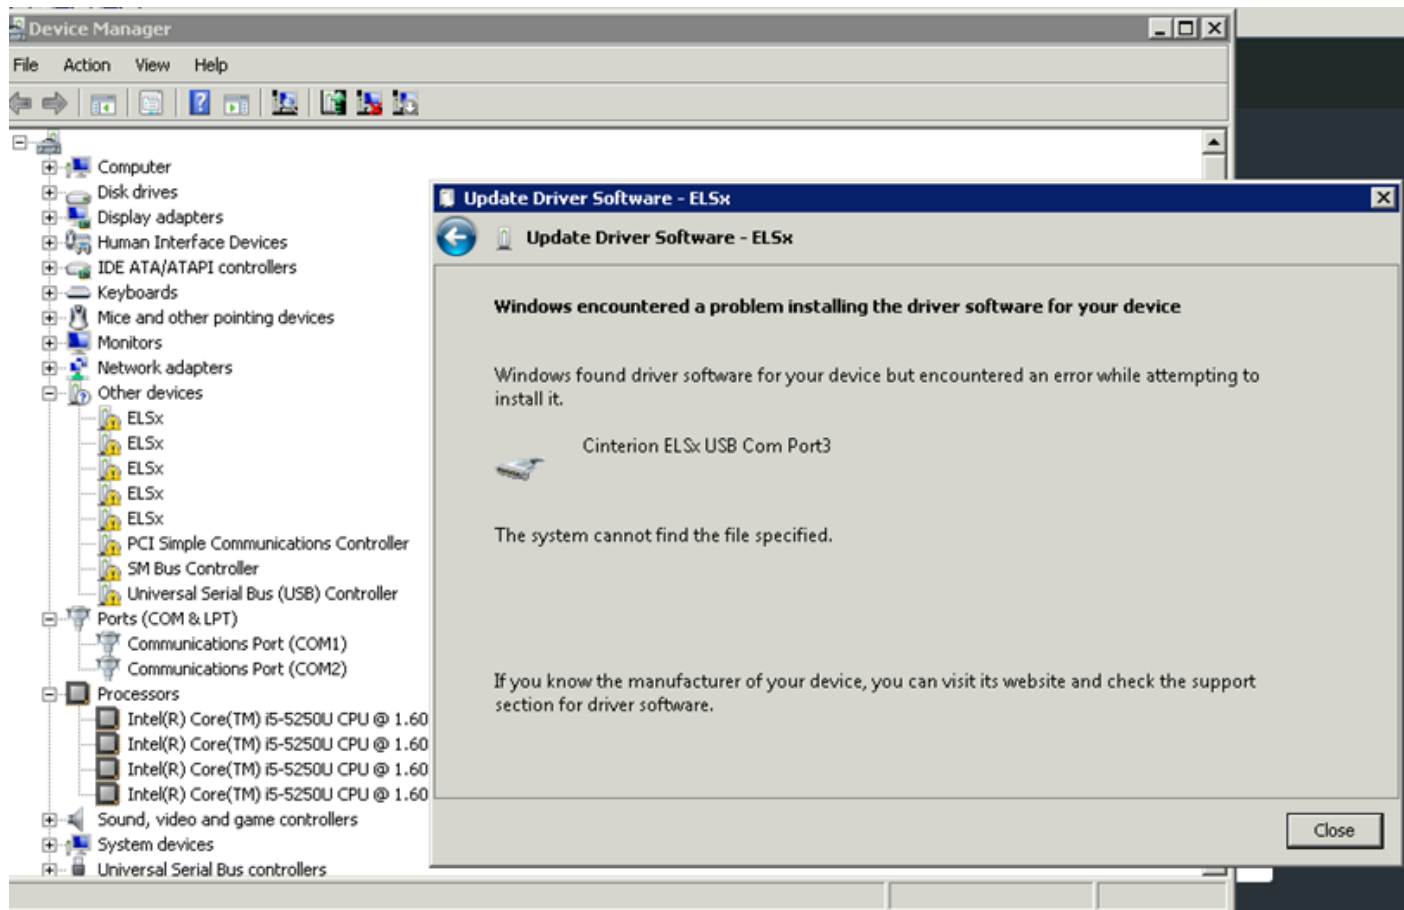 Device Manager
File Action View Help
Computer
Disk drives
Display adapters
Human Interface Devices
IDE ATA/ATAPI controllers
Keyboards
Mice and other pointing devices
Monitors
Network adapters
Other devices
ELSx
ELSx
ELSx
ELSx
ELSx
PCI Simple Communications Controller
SM Bus Controller
Universal Serial Bus (USB) Controller
Ports (COM & LPT)
Communications Port (COM1)
Communications Port (COM2)
Processors
Intel(R) Core(TM) i5-5250U CPU @ 1.60
Intel(R) Core(TM) i5-5250U CPU @ 1.60
Intel(R) Core(TM) i5-5250U CPU @ 1.60
Intel(R) Core(TM) i5-5250U CPU @ 1.60
Sound, video and game controllers
System devices
Universal Serial Bus controllers
Update Driver Software - ELSx
Update Driver Software - ELSx
Windows encountered a problem installing the driver software for your device
Windows found driver software for your device but encountered an error while attempting to
install it.
Cinterion ELSx USB Com Port3
The system cannot find the file specified.
If you know the manufacturer of your device, you can visit its website and check the support
section for driver software.
Close